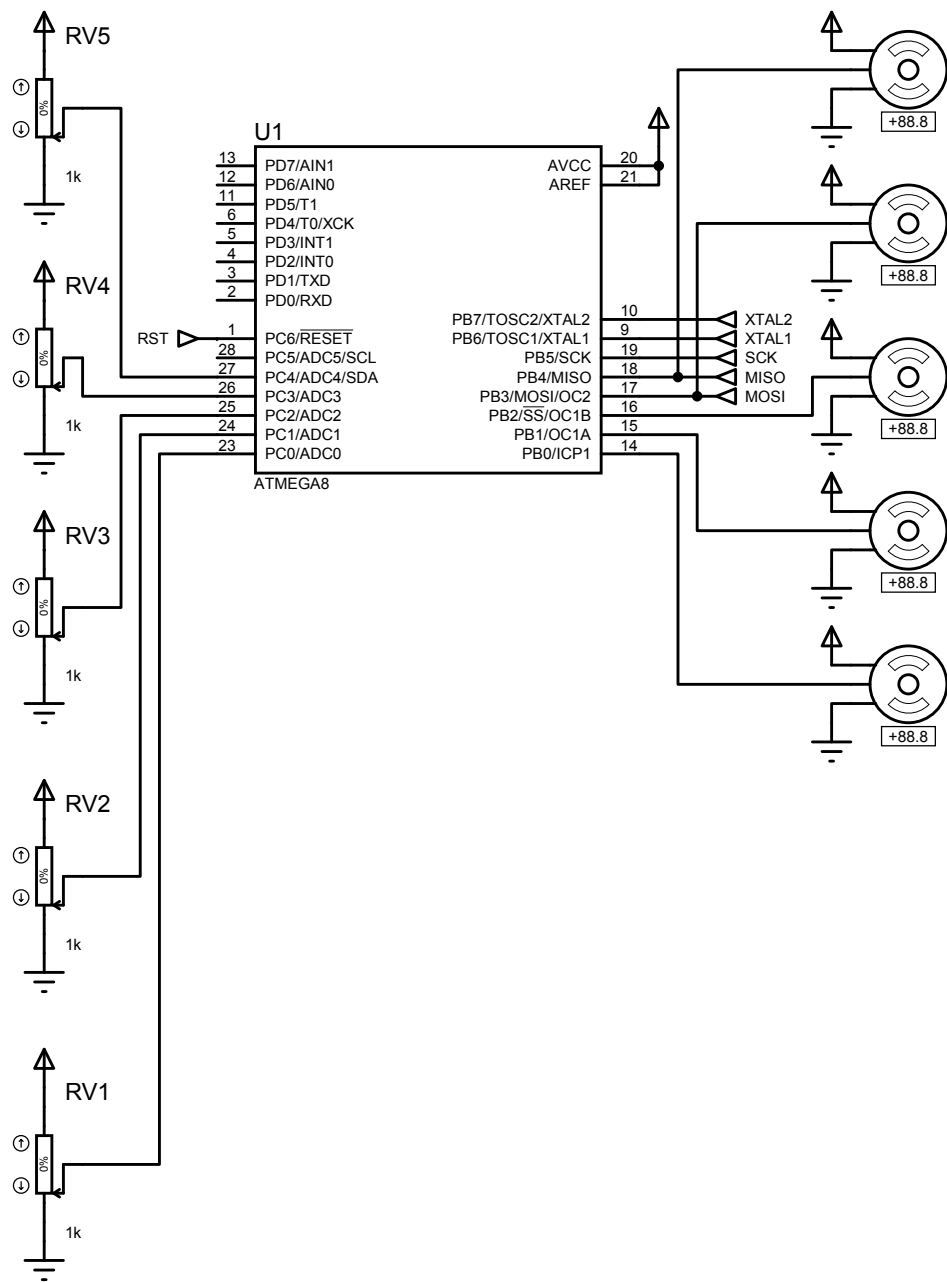 RV5
0%
1k
RV4
0%
1k
RV3
0%
1k
RV2
0%
1k
RV1
0%
1k
U1
13 PD7/AIN1
12 PD6/AIN0
11 PD5/T1
6 PD4/T0/XCK
5 PD3/INT1
4 PD2/INT0
3 PD1/TXD
2 PD0/RXD
RST 1 PC6/RESET
28 PC5/ADC5/SCL
27 PC4/ADC4/SDA
26 PC3/ADC3
25 PC2/ADC2
24 PC1/ADC1
23 PC0/ADC0
AVCC 20
AREF 21
PB7/TOSC2/XTAL2 10 XTAL2
PB6/TOSC1/XTAL1 9 XTAL1
PB5/SCK 19 SCK
PB4/MISO 18 MISO
PB3/MOSI/OC2 17 MOSI
PB2/SS/OC1B 16
PB1/OC1A 15
PB0/ICP1 14
ATMEGA8
+88.8
+88.8
+88.8
+88.8
+88.8